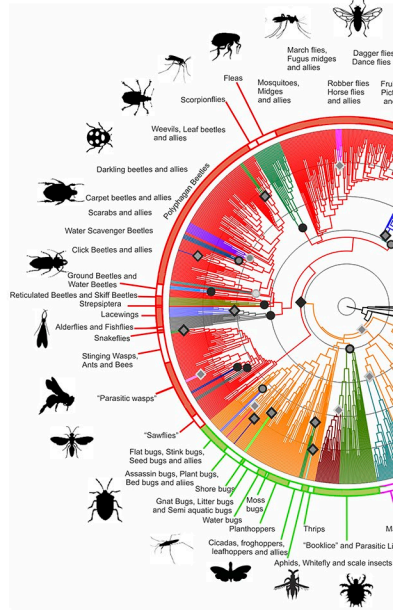 March flies,
Fugus midges
and allies
Dagger flies
Dance flies
Fleas
Mosquitoes,
Midges
and allies
Robber flies
Horse flies
and allies
Scorpionflies
Weevils, Leaf beetles
and allies
Polyphagan Beetles
Darkling beetles and allies
Carpet beetles and allies
Scarabs and allies
Water Scavenger Beetles
Click Beetles and allies
Ground Beetles and
Water Beetles
Reticulated Beetles and Skiff Beetles
Strepsiptera
Lacewings
Alderflies and Fishflies
Snakeflies
Stinging Wasps,
Ants and Bees
"Parasitic wasps"
"Sawflies"
Flat bugs, Stink bugs,
Seed bugs and allies
Assassin bugs, Plant bugs,
Bed bugs and allies
Shore bugs
Gnat Bugs, Litter bugs
and Semi aquatic bugs
Moss
bugs
Water bugs
Planthoppers
Cicadas, froghoppers,
leafhoppers and allies
Thrips
"Booklice" and Parasitic Li
Aphids, Whitefly and scale insects